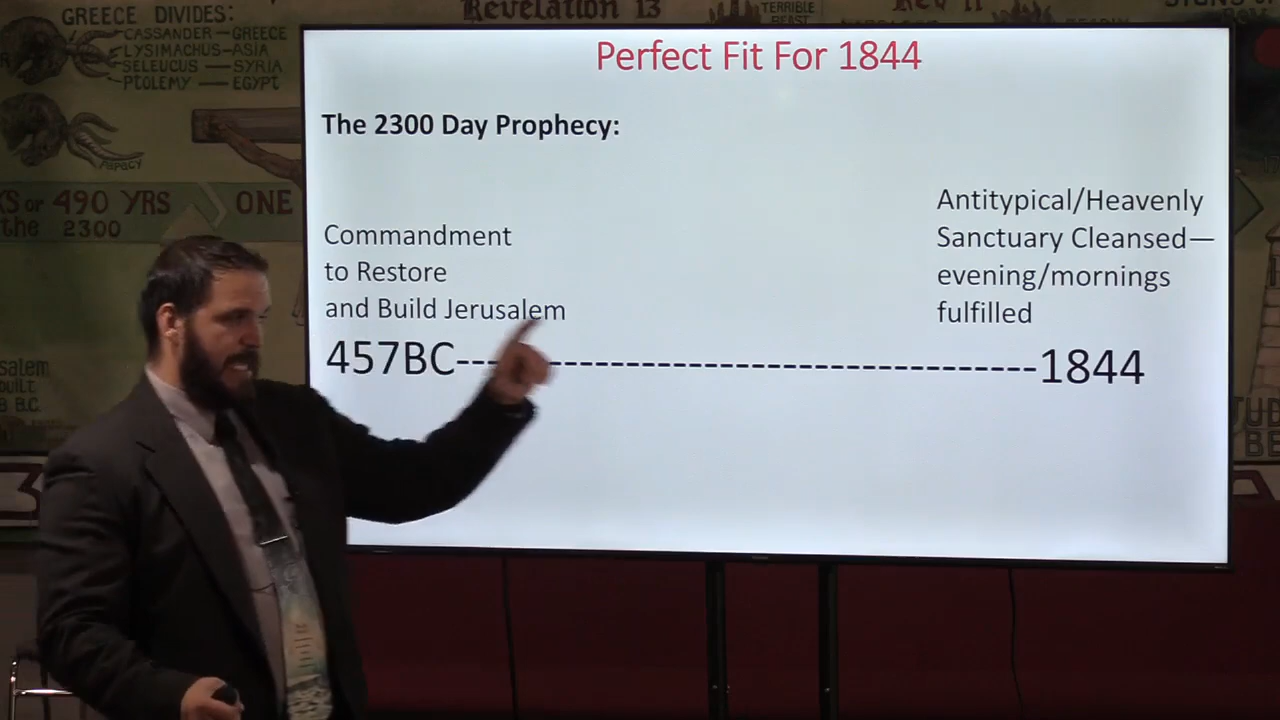 GREECE DIVIDES:
CASSANDER—GREECE
LYSIMACHUS—ASIA
SELEUCUS — SYRIA
PTOLEMY — EGYPT
PAPACY
490 YRS
ONE
the 2300
B.C.
Revelation 13
TERRIBLE
BEAST
Perfect Fit For 1844
The 2300 Day Prophecy:
Commandment
to Restore
and Build Jerusalem
457BC
Antitypical/Heavenly
Sanctuary Cleansed—
evening/mornings
fulfilled
1844